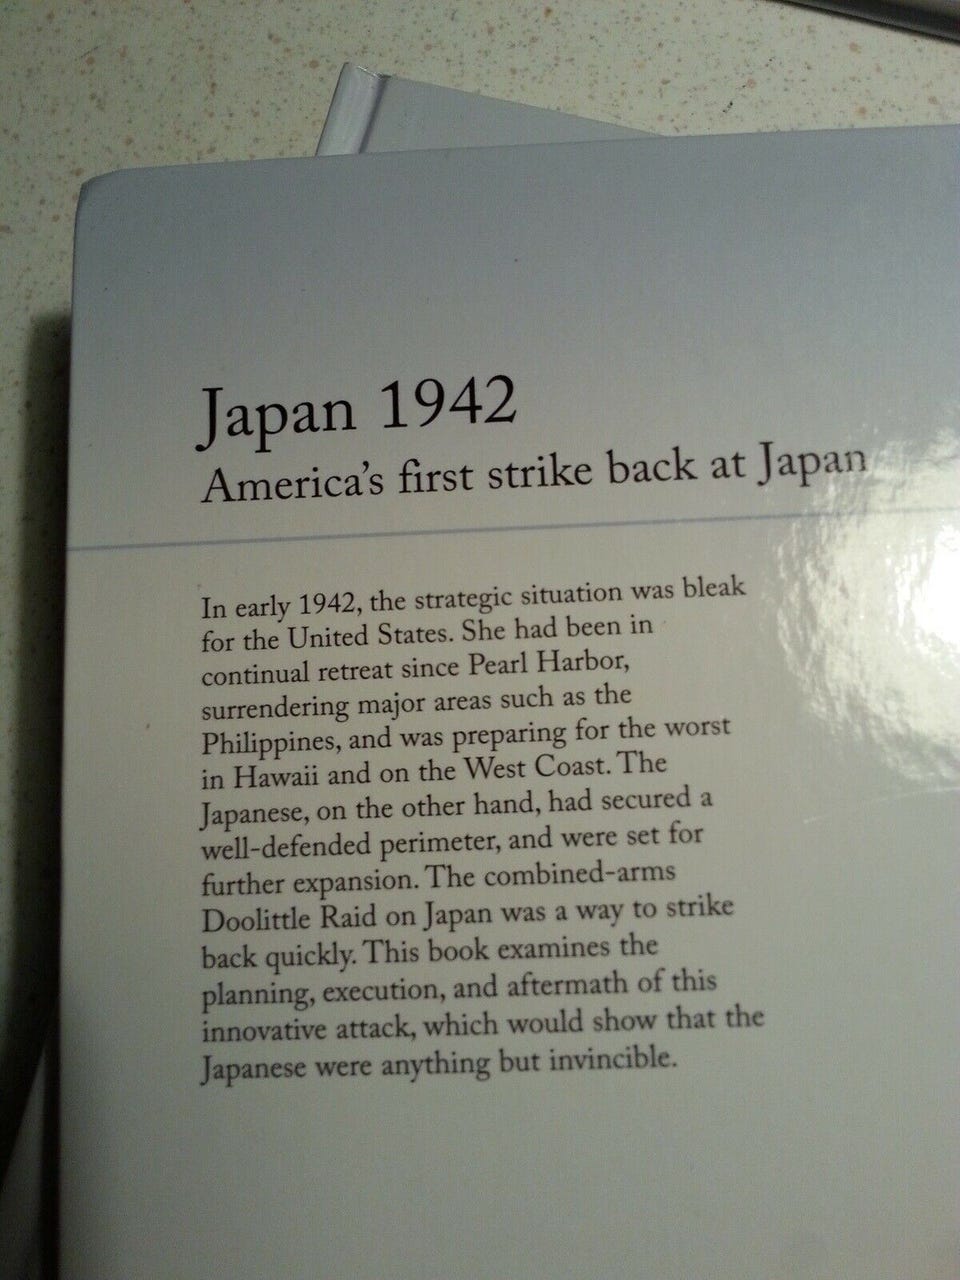 Japan 1942
America's first strike back at Japan
In early 1942, the strategic situation was bleak
for the United States. She had been in
continual retreat since Pearl Harbor,
surrendering major areas such as the
Philippines, and was preparing for the worst
in Hawaii and on the West Coast. The
Japanese, on the other hand, had secured a
well-defended perimeter, and were set for
further expansion. The combined-arms
Doolittle Raid on Japan was a way to strike
back quickly. This book examines the
planning, execution, and aftermath of this
innovative attack, which would show that the
Japanese were anything but invincible.